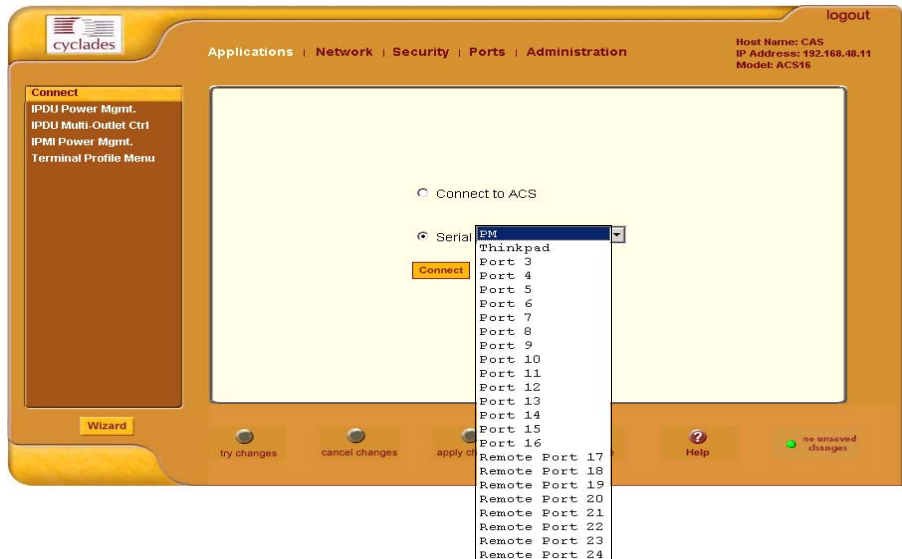 logout
cyclades
Applications | Network | Security | Ports | Administration
Host Name: CAS
IP Address: 192.168.48.11
Model: ACS16
Connect
IPDU Power Mgmt.
IPDU Multi-Outlet Ctrl
IPMI Power Mgmt.
Terminal Profile Menu
Connect to ACS
Serial
PM
Thinkpad
Port 3
Port 4
Port 5
Port 6
Port 7
Port 8
Port 9
Port 10
Port 11
Port 12
Port 13
Port 14
Port 15
Port 16
Remote Port 17
Remote Port 18
Remote Port 19
Remote Port 20
Remote Port 21
Remote Port 22
Remote Port 23
Remote Port 24
Connect
Wizard
try changes
cancel changes
apply
Help
no unsaved
changes